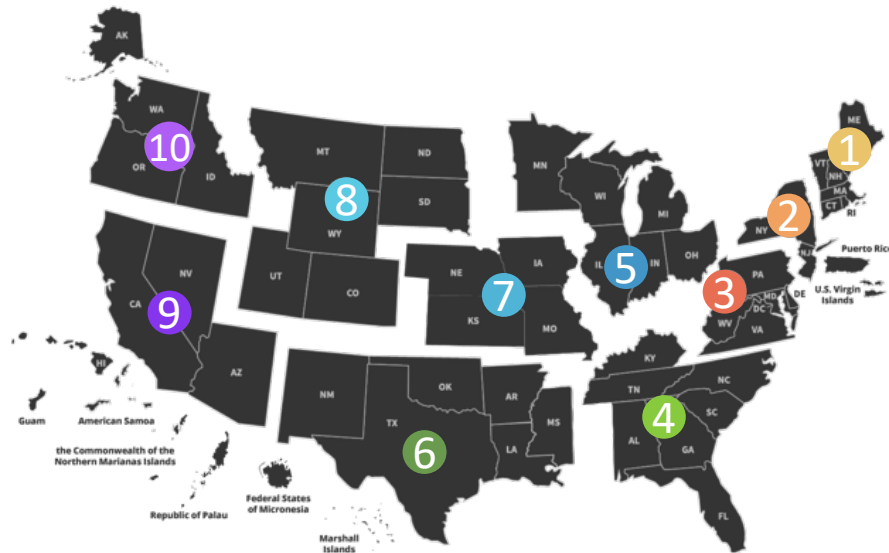 AK
WA
10
OR
ID
MT
ND
8
SD
WY
MN
WI
MI
ME
1
VT
NH
MA
CT
RI
2
NY
NJ
Puerto Rico
U.S. Virgin
Islands
5
IL
IN
OH
3
PA
MD
DE
DC
WV
VA
NV
CA
9
UT
CO
AZ
NE
IA
7
KS
MO
KY
TN
NC
4
SC
AL
GA
FL
NM
OK
AR
TX
6
LA
MS
HI
Guam
American Samoa
the Commonwealth of the
Northern Marianas Islands
Republic of Palau
Federal States
of Micronesia
Marshall
Islands